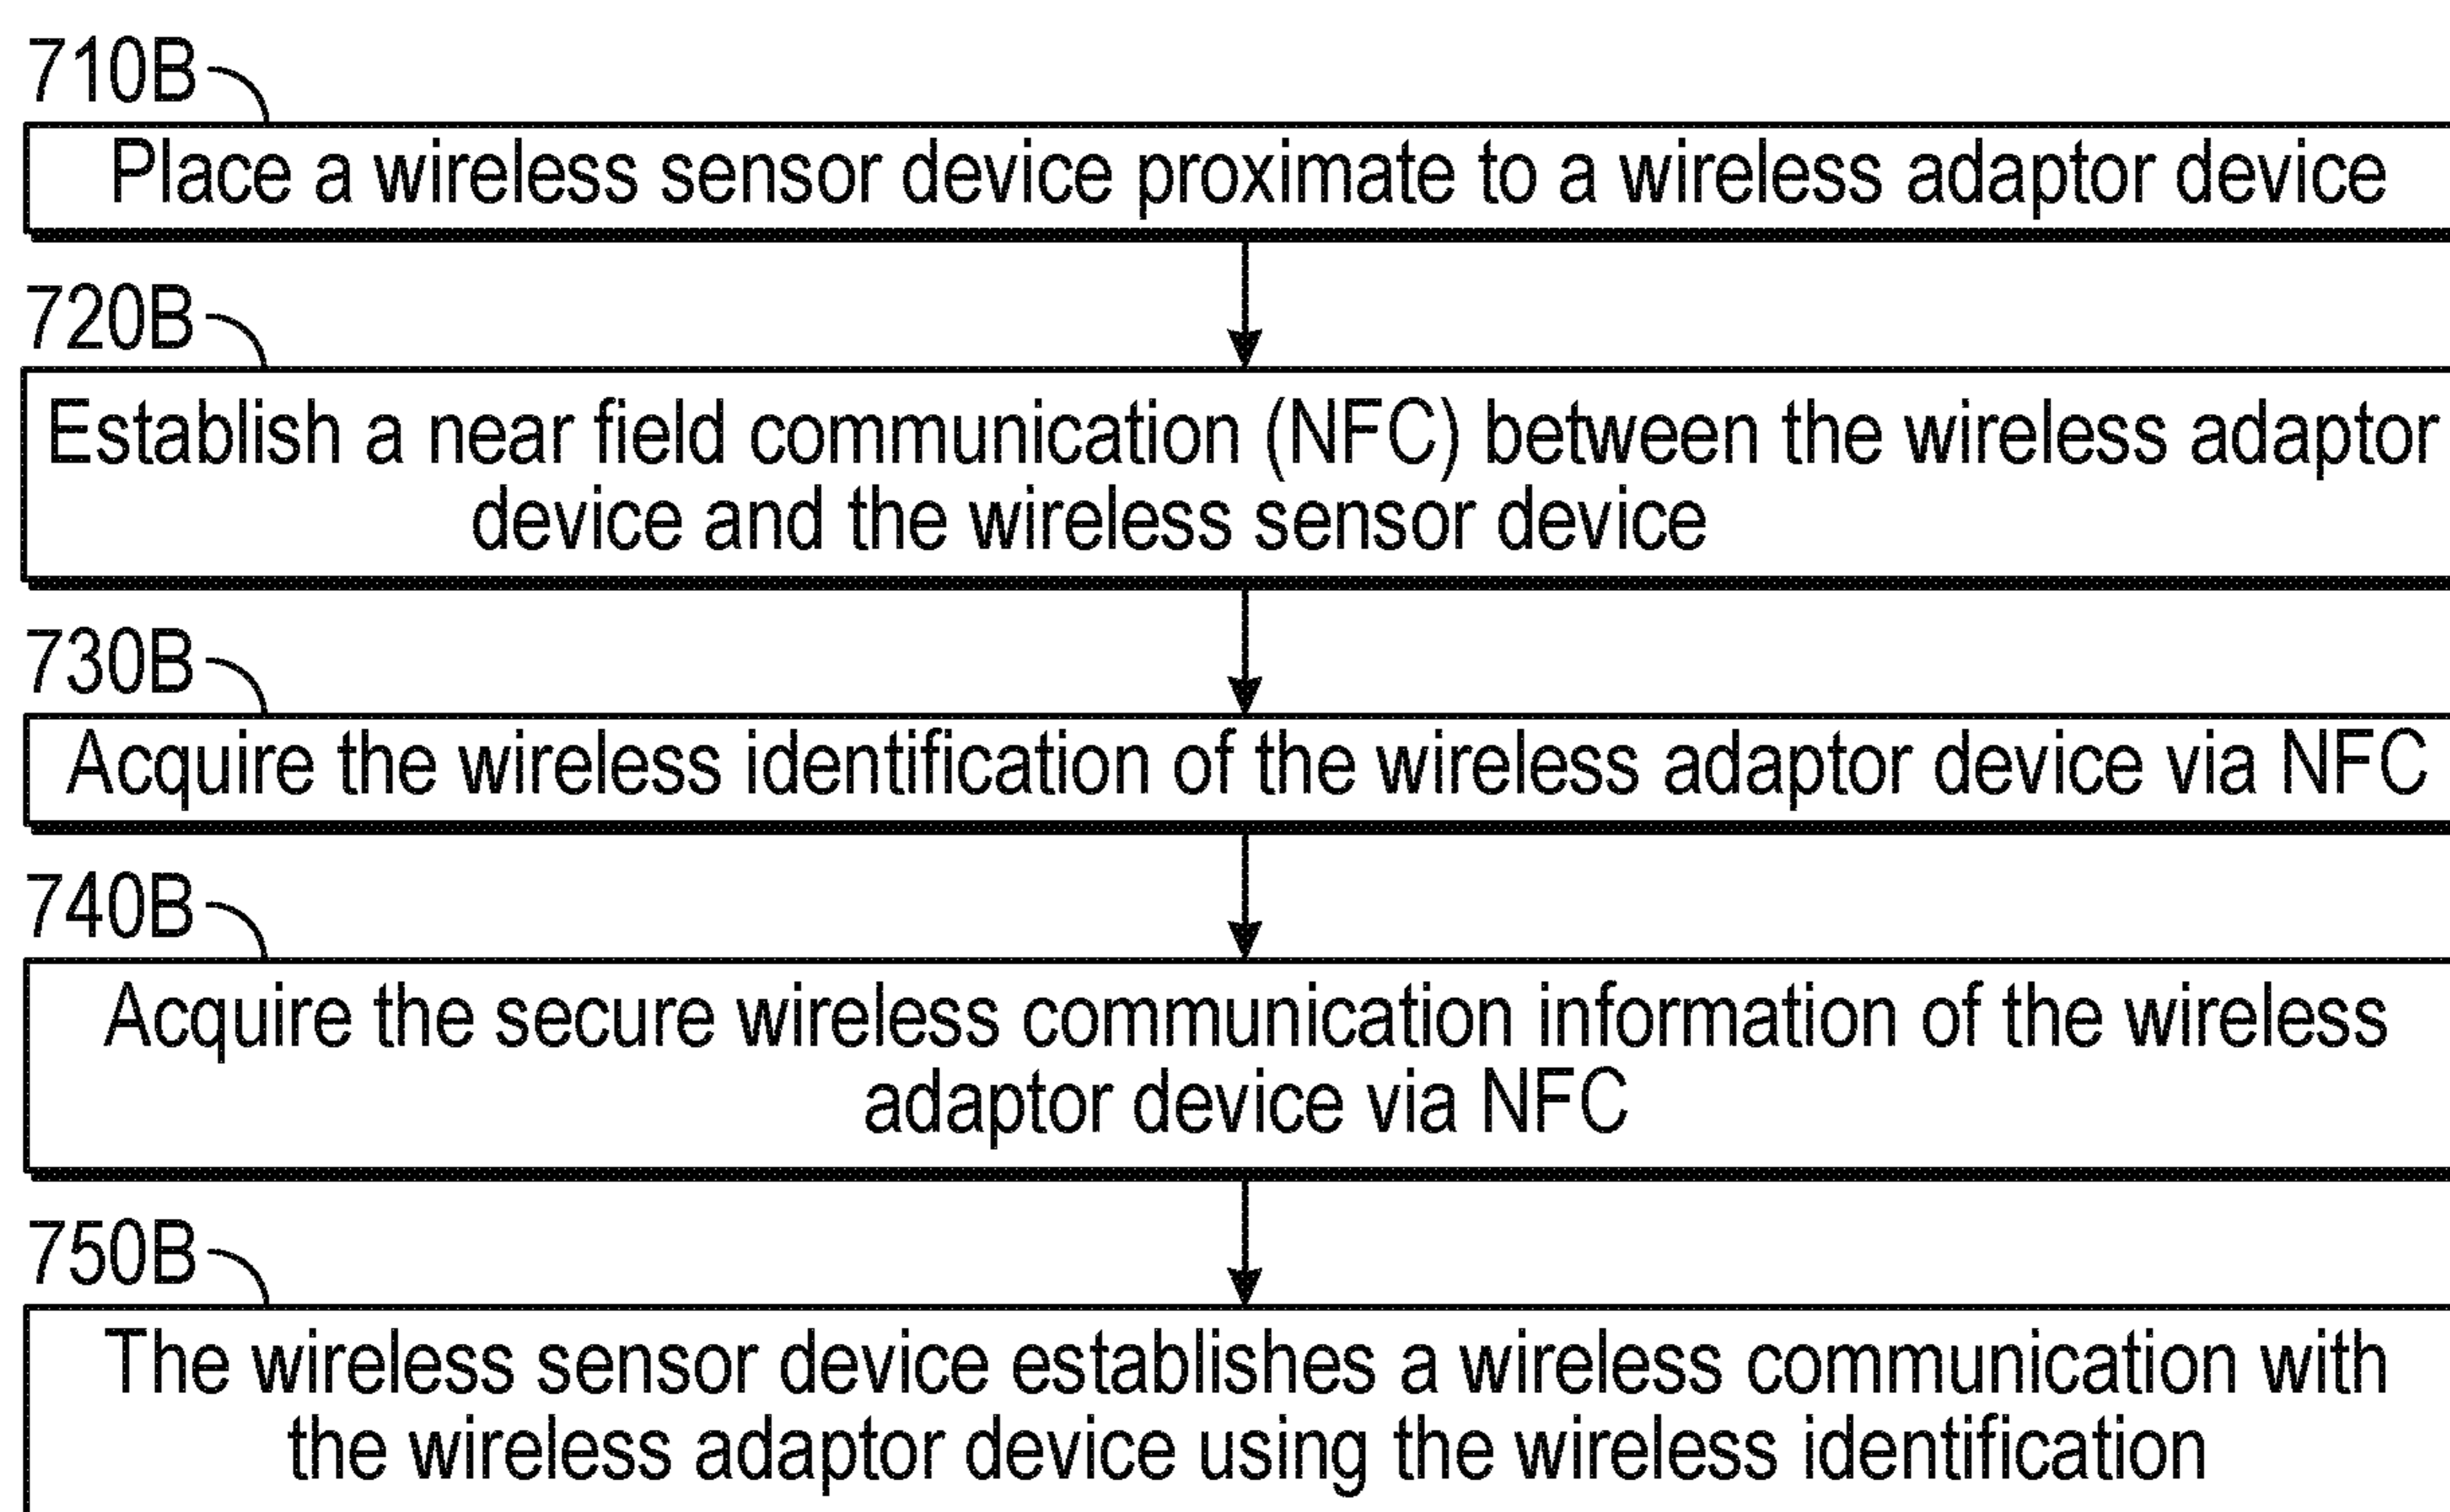 710B
Place a wireless sensor device proximate to a wireless adaptor device
720B
Establish a near field communication (NFC) between the wireless adaptor
device and the wireless sensor device
730B
Acquire the wireless identification of the wireless adaptor device via NFC
740B
Acquire the secure wireless communication information of the wireless
adaptor device via NFC
750B
The wireless sensor device establishes a wireless communication with
the wireless adaptor device using the wireless identification